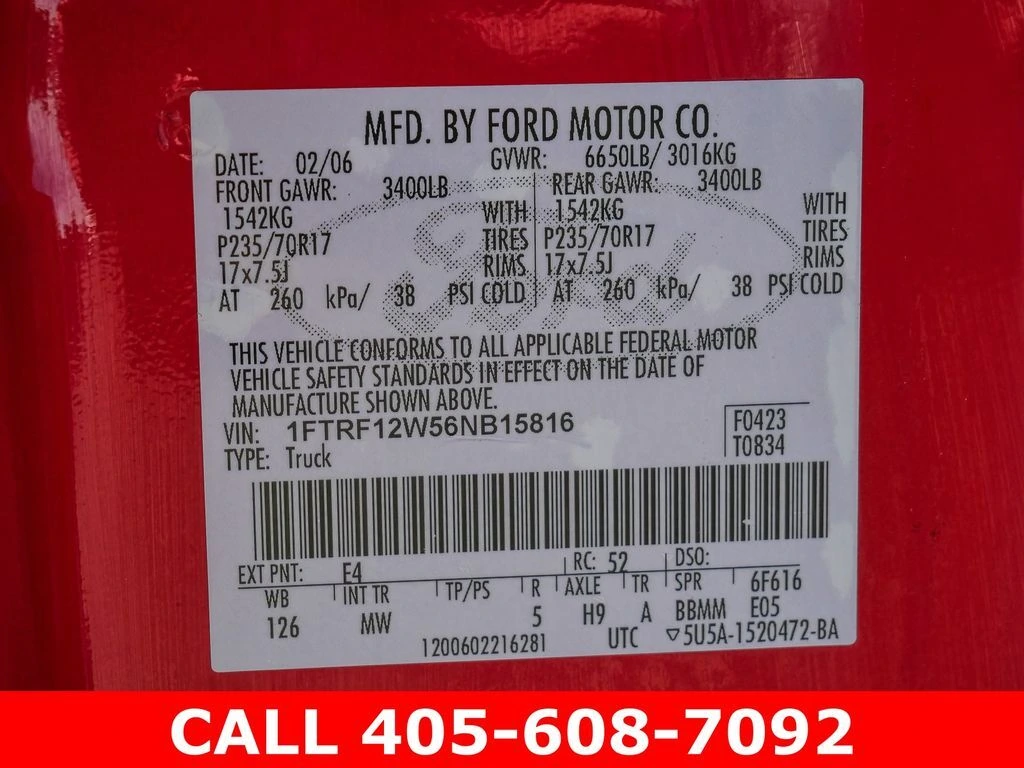 MFD. BY FORD MOTOR CO.
DATE: 02/06 GVWR: 6650LB/ 3016KG
FRONT GAWR: 3400LB REAR GAWR: 3400LB
1542KG WITH 1542KG WITH
P235/70R17 TIRES P235/70R17 TIRES
17x7.5J RIMS 17x7.5J RIMS
AT 260 kPa/ 38 PSI COLD AT 260 kPa/ 38 PSI COLD
Ford
THIS VEHICLE CONFORMS TO ALL APPLICABLE FEDERAL MOTOR
VEHICLE SAFETY STANDARDS IN EFFECT ON THE DATE OF
MANUFACTURE SHOWN ABOVE.
VIN: 1FTRF12W56NB15816 F0423
TYPE: Truck T0834
EXT PNT: E4 RC: 52 DSO:
WB INT TR TP/PS R AXLE TR SPR 6F616
126 MW 5 H9 A BBMM E05
1200602216281 UTC ▽5U5A-1520472-BA
CALL 405-608-7092